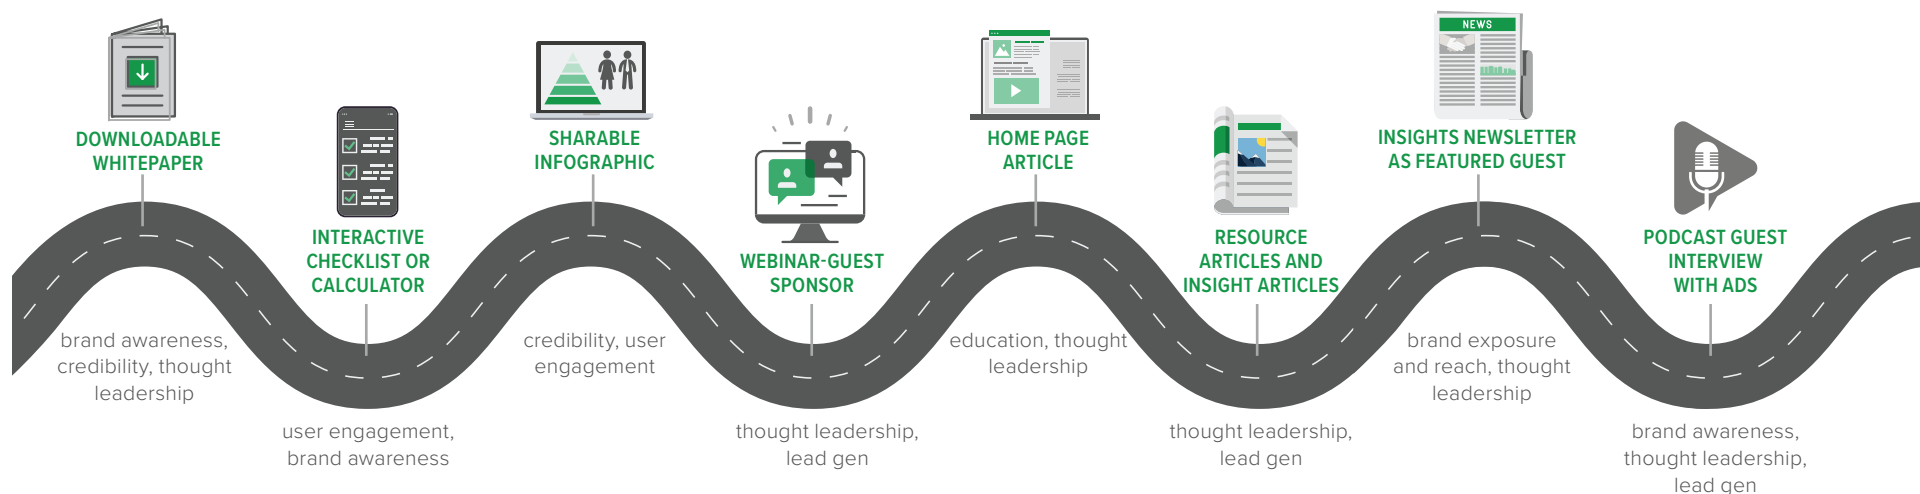 DOWNLOADABLE
WHITEPAPER
brand awareness,
credibility, thought
leadership
INTERACTIVE
CHECKLIST OR
CALCULATOR
user engagement,
brand awareness
SHARABLE
INFOGRAPHIC
credibility, user
engagement
WEBINAR-GUEST
SPONSOR
thought leadership,
lead gen
HOME PAGE
ARTICLE
education, thought
leadership
RESOURCE
ARTICLES AND
INSIGHT ARTICLES
thought leadership,
lead gen
NEWS
INSIGHTS NEWSLETTER
AS FEATURED GUEST
brand exposure
and reach, thought
leadership
PODCAST GUEST
INTERVIEW
WITH ADS
brand awareness,
thought leadership,
lead gen